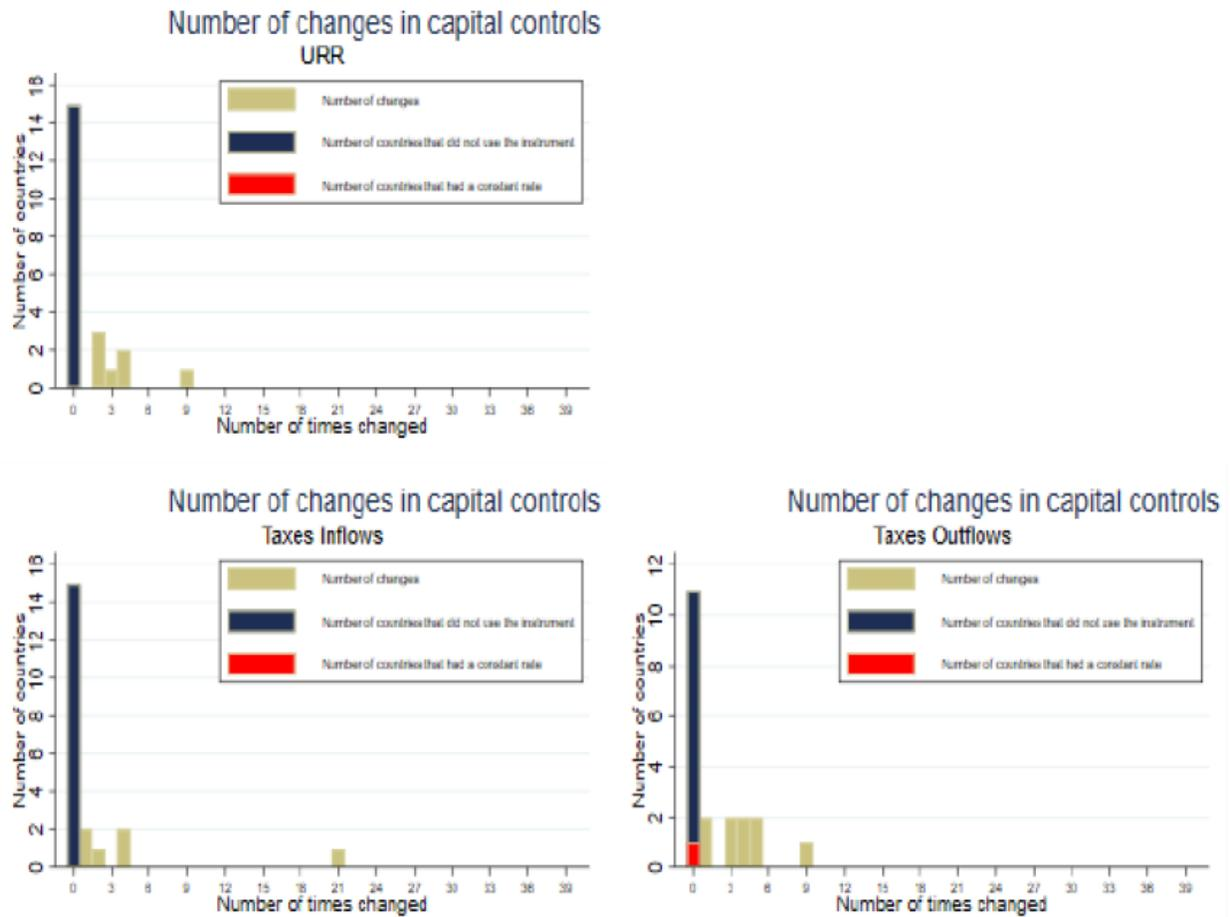 Number of changes in capital controls
URR
Number of changes
Number of countries that did not use the instrument
Number of countries that had a constant rate
Number of countries
0 2 4 6 8 10 12 14 16
0 3 6 9 12 15 18 21 24 27 30 33 36 39
Number of times changed
Number of changes in capital controls
Taxes Inflows
Number of changes
Number of countries that did not use the instrument
Number of countries that had a constant rate
Number of countries
0 2 4 6 8 10 12 14 16
0 3 6 9 12 15 18 21 24 27 30 33 36 39
Number of times changed
Number of changes in capital controls
Taxes Outflows
Number of changes
Number of countries that did not use the instrument
Number of countries that had a constant rate
Number of countries
0 2 4 6 8 10 12
0 3 6 9 12 15 18 21 24 27 30 33 36 39
Number of times changed